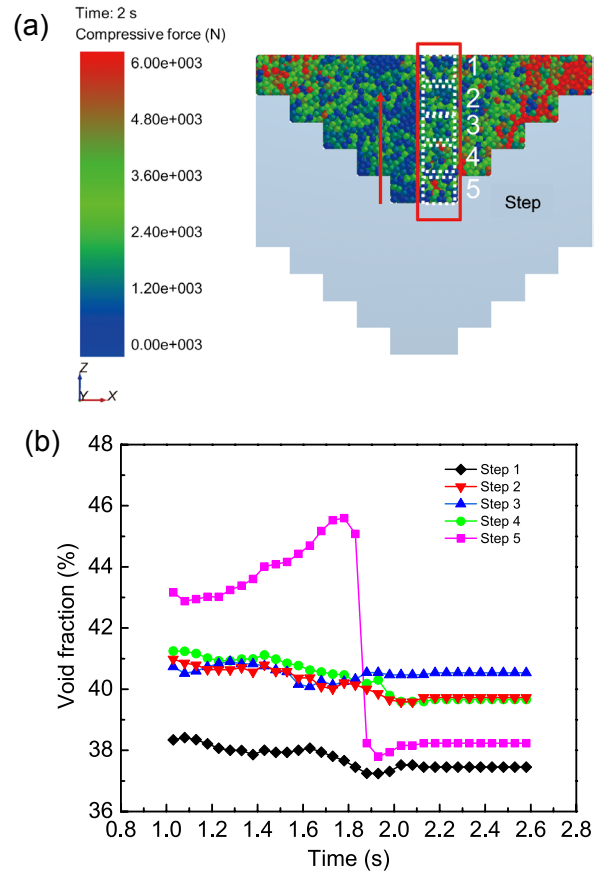 (a)
Time: 2 s
Compressive force (N)
6.00e+003
4.80e+003
3.60e+003
2.40e+003
1.20e+003
0.00e+003
Z
Y X
1
2
3
4
5
Step
(b)
48
46
44
42
40
38
36
Void fraction (%)
Step 1
Step 2
Step 3
Step 4
Step 5
0.8 1.0 1.2 1.4 1.6 1.8 2.0 2.2 2.4 2.6 2.8
Time (s)